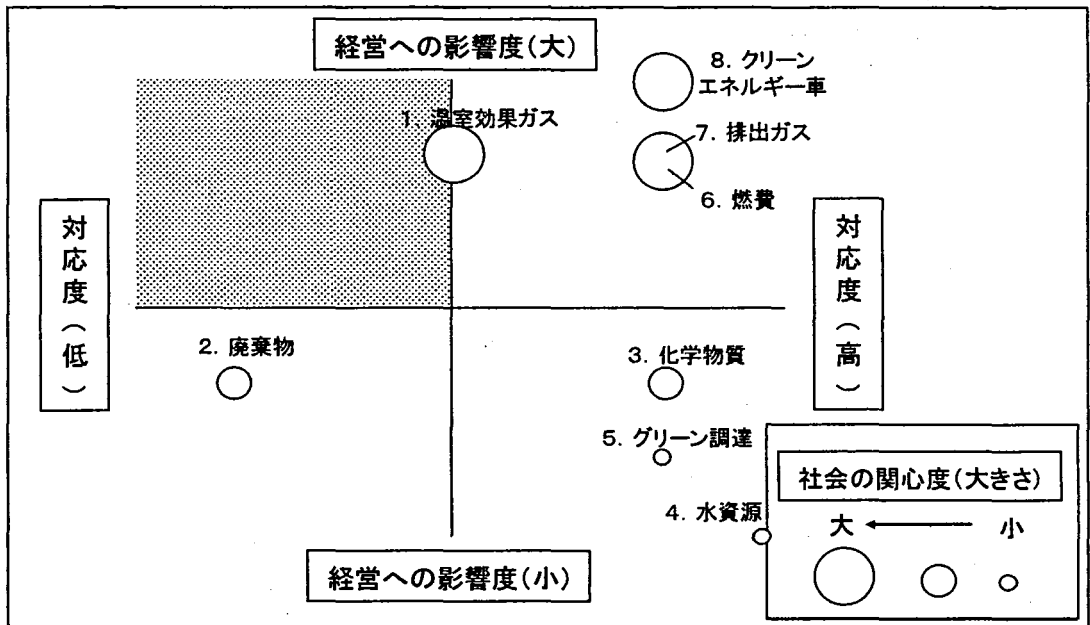 経営への影響度(大)
8. クリーン
エネルギー車
1. 温室効果ガス
7. 排出ガス
6. 燃費
対応度(低)
対応度(高)
2. 廃棄物
3. 化学物質
5. グリーン調達
4. 水資源
社会の関心度(大きさ)
大
小
経営への影響度(小)